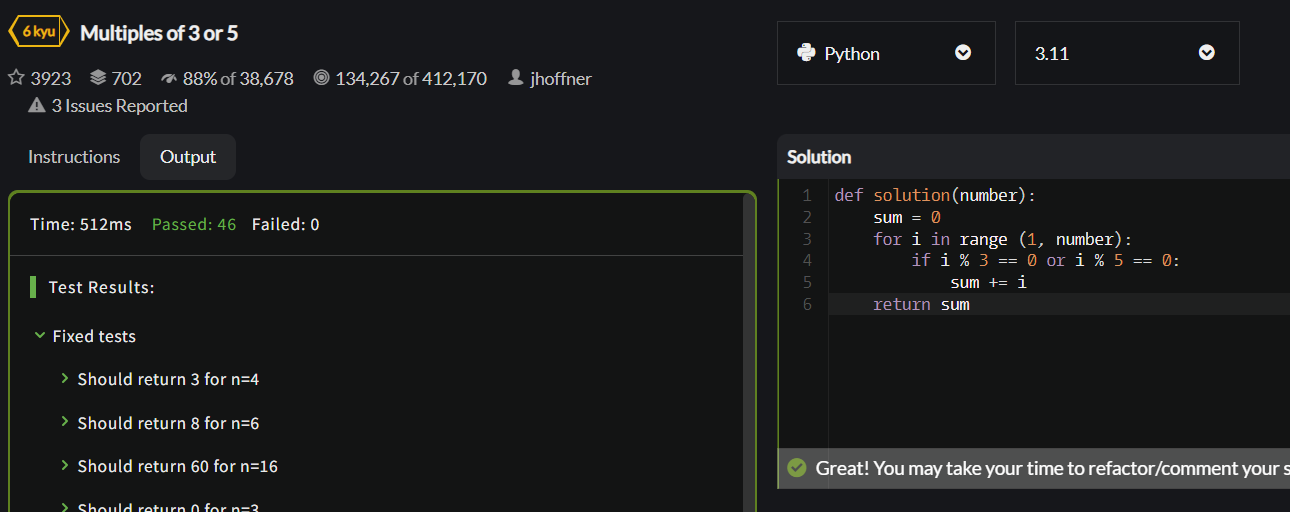 6 kyu Multiples of 3 or 5
3923 702 88% of 38,678 134,267 of 412,170 jhoffner
3 Issues Reported
Instructions Output
Time: 512ms Passed: 46 Failed: 0
Test Results:
Fixed tests
Should return 3 for n=4
Should return 8 for n=6
Should return 60 for n=16
Should return 0 for n=3
Python 3.11
Solution
1 def solution(number):
2 sum = 0
3 for i in range (1, number):
4 if i % 3 == 0 or i % 5 == 0:
5 sum += i
6 return sum
Great! You may take your time to refactor/comment your s